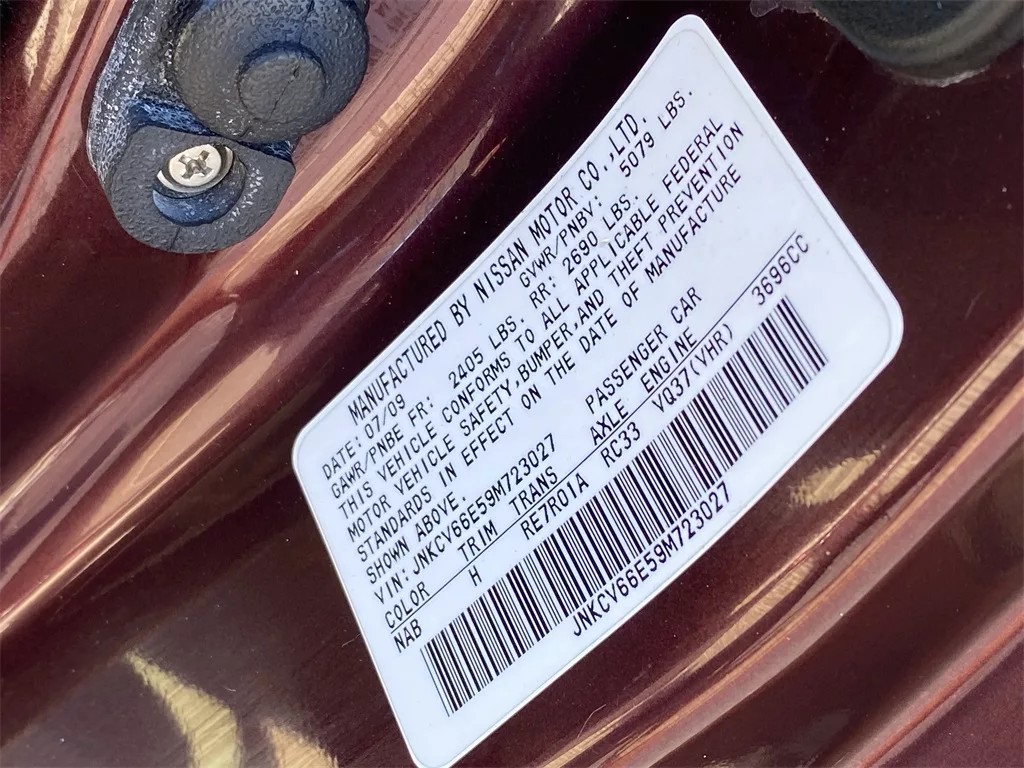 MANUFACTURED BY NISSAN MOTOR CO.,LTD.
DATE: 07/09 GVWR/PNBV: 5079 LBS.
GAWR/PNBE FR: 2405 LBS. RR: 2690 LBS.
THIS VEHICLE CONFORMS TO ALL APPLICABLE FEDERAL
MOTOR VEHICLE SAFETY,BUMPER,AND THEFT PREVENTION
STANDARDS IN EFFECT ON THE DATE OF MANUFACTURE
SHOWN ABOVE.
VIN: JNKCV66E59M723027 PASSENGER CAR
COLOR TRIM TRANS AXLE ENGINE
NAB H RE7R01A RC33 VQ37(VHR) 3696CC
JNKCV66E59M723027